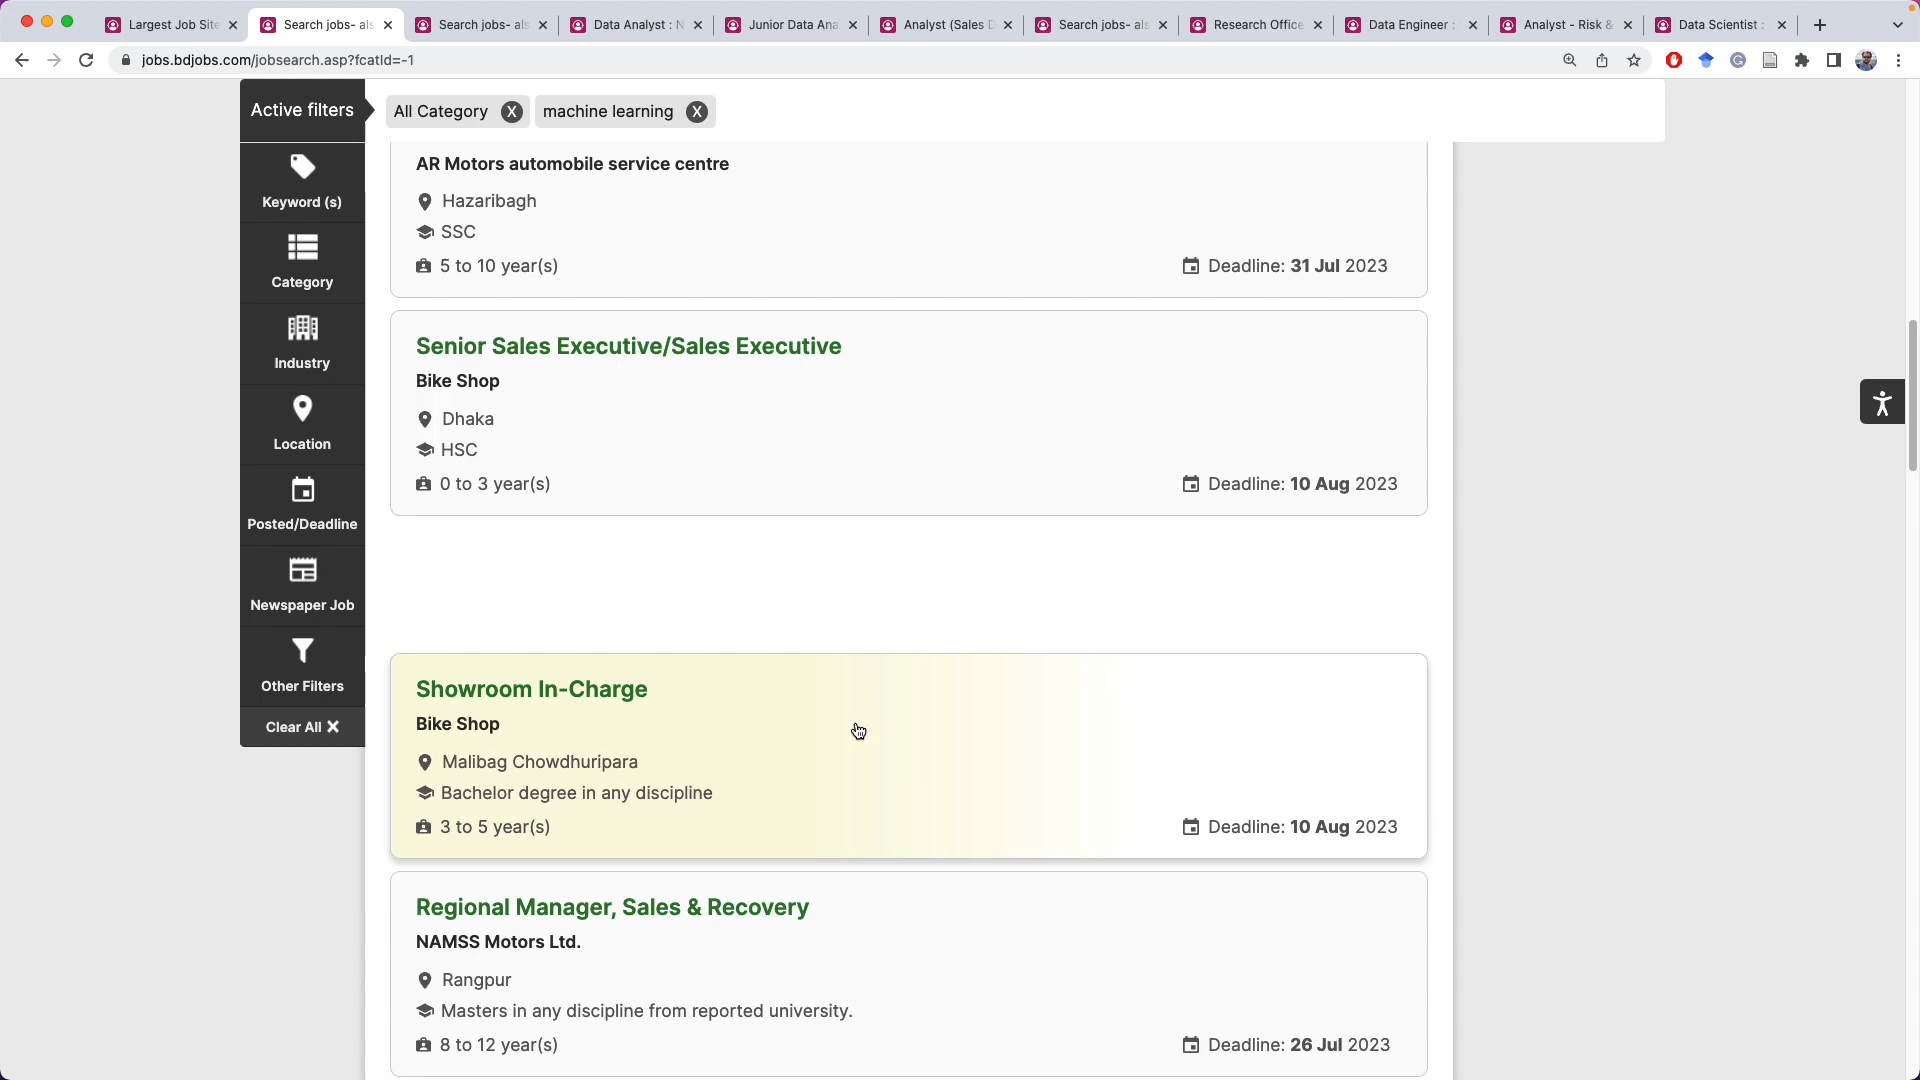 Largest Job Site
Search jobs- als
Search jobs- als
Data Analyst : N
Junior Data Ana
Analyst (Sales D
Search jobs- als
Research Office
Data Engineer :
Analyst - Risk &
Data Scientist :
jobs.bdjobs.com/jobsearch.asp?fcatId=-1
Active filters
All Category X
machine learning X
Keyword (s)
Category
Industry
Location
Posted/Deadline
Newspaper Job
Other Filters
Clear All ✕
AR Motors automobile service centre
Hazaribagh
SSC
5 to 10 year(s)
Deadline: 31 Jul 2023
Senior Sales Executive/Sales Executive
Bike Shop
Dhaka
HSC
0 to 3 year(s)
Deadline: 10 Aug 2023
Showroom In-Charge
Bike Shop
Malibag Chowdhuripara
Bachelor degree in any discipline
3 to 5 year(s)
Deadline: 10 Aug 2023
Regional Manager, Sales & Recovery
NAMSS Motors Ltd.
Rangpur
Masters in any discipline from reported university.
8 to 12 year(s)
Deadline: 26 Jul 2023